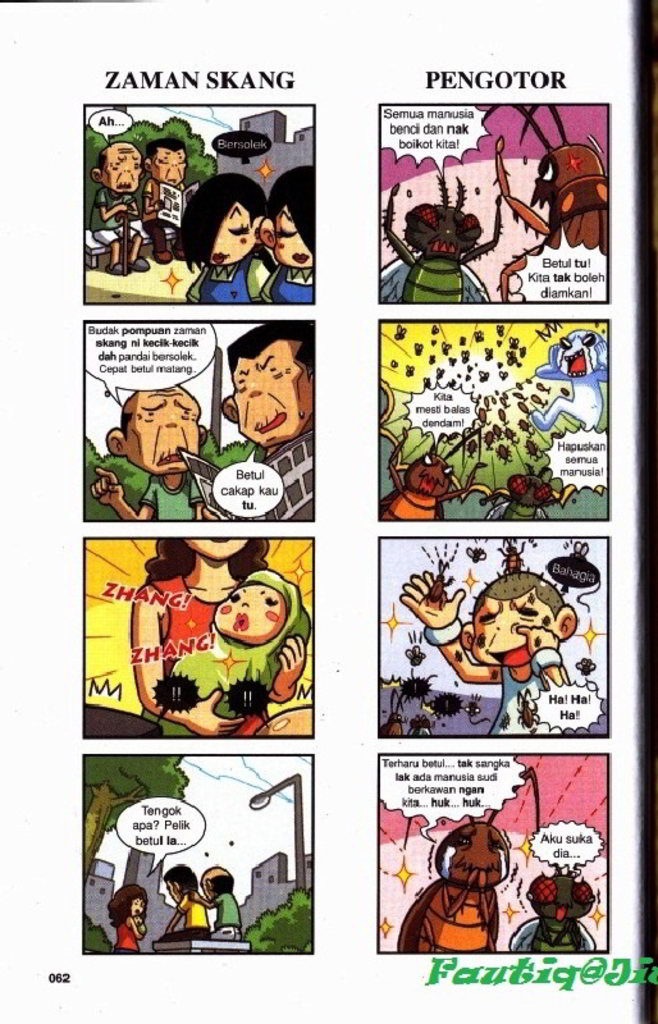 ZAMAN SKANG
Ah...
Bersolek
Budak pompuan zaman
skang ni kecik-kecik
dah pandai bersolek.
Cepat betul matang.
Betul
cakap kau
tu.
ZHANG!
ZHANG!
!!
!!
Tengok
apa? Pelik
betul la...
PENGOTOR
Semua manusia
benci dan nak
boikot kita!
Betul tu!
Kita tak boleh
diamkan!
Kita
mesti balas
dendam!
Hapuskan
semua
manusia!
Bahagia
Ha! Ha!
Ha!!
Terharu betul.... tak sangka
lak ada manusia sudi
berkawan ngan
kita... huk... huk...
Aku suka
dia...
062